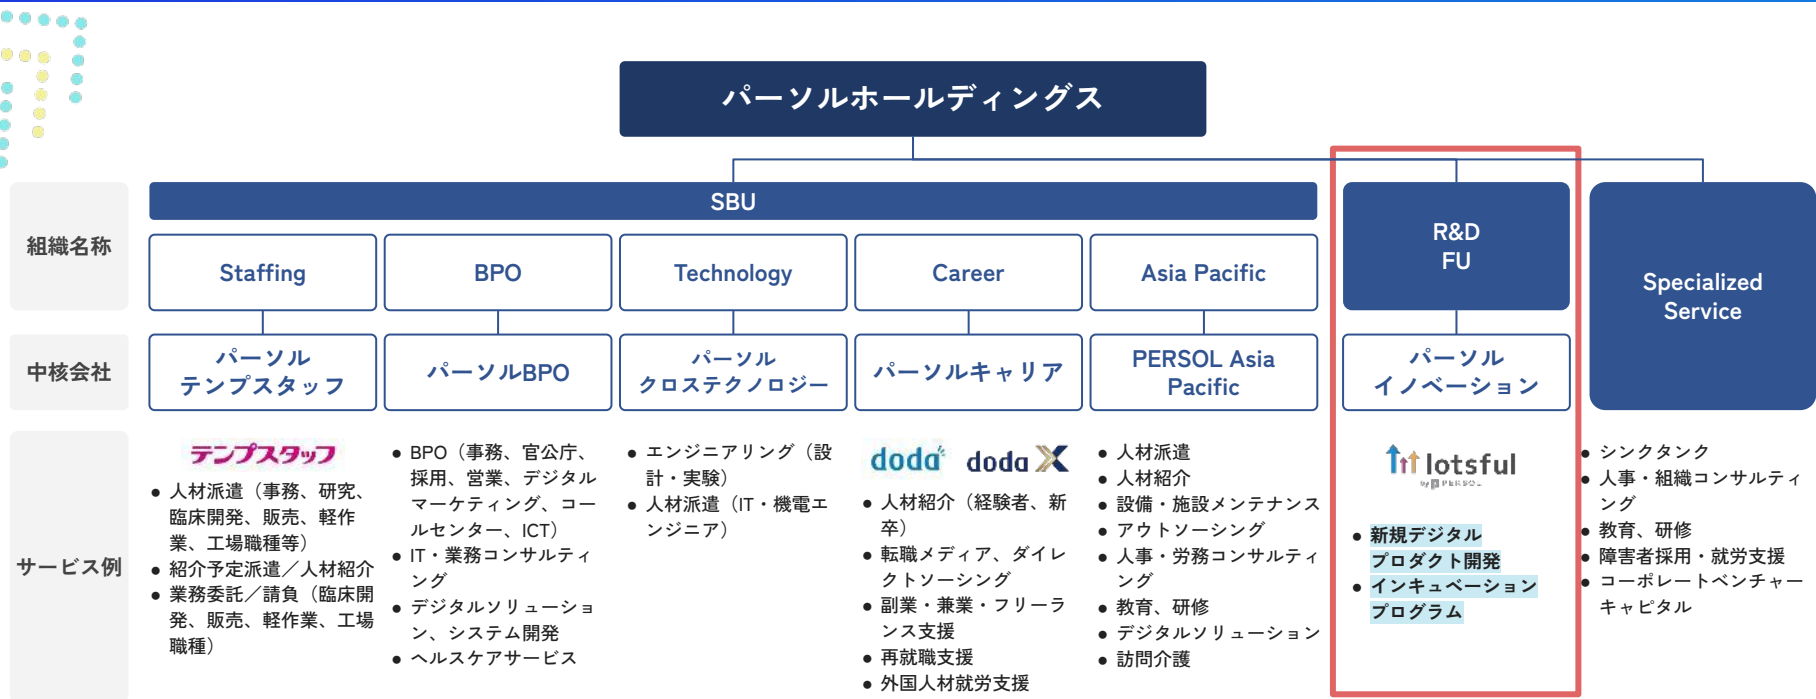 パーソルホールディングス
組織名称
SBU
Staffing
BPO
Technology
Career
Asia Pacific
R&D
FU
Specialized
Service
中核会社
パーソル
テンプスタッフ
パーソルBPO
パーソル
クロステクノロジー
パーソルキャリア
PERSOL Asia
Pacific
パーソル
イノベーション
サービス例
テンプスタッフ
● 人材派遣（事務、研究、
臨床開発、販売、軽作
業、工場職種等）
● 紹介予定派遣／人材紹介
● 業務委託／請負（臨床開
発、販売、軽作業、工場
職種）
● BPO（事務、官公庁、
採用、営業、デジタル
マーケティング、コー
ルセンター、ICT）
● IT・業務コンサルティ
ング
● デジタルソリューショ
ン、システム開発
● ヘルスケアサービス
● エンジニアリング（設
計・実験）
● 人材派遣（IT・機電エ
ンジニア）
doda
doda X
● 人材紹介（経験者、新
卒）
● 転職メディア、ダイレ
クトソーシング
● 副業・兼業・フリーラ
ンス支援
● 再就職支援
● 外国人材就労支援
● 人材派遣
● 人材紹介
● 設備・施設メンテナンス
● アウトソーシング
● 人事・労務コンサルティ
ング
● 教育、研修
● デジタルソリューション
● 訪問介護
lotsful
by PERSOL
● 新規デジタル
プロダクト開発
● インキュベーション
プログラム
● シンクタンク
● 人事・組織コンサルティ
ング
● 教育、研修
● 障害者採用・就労支援
● コーポレートベンチャー
キャピタル